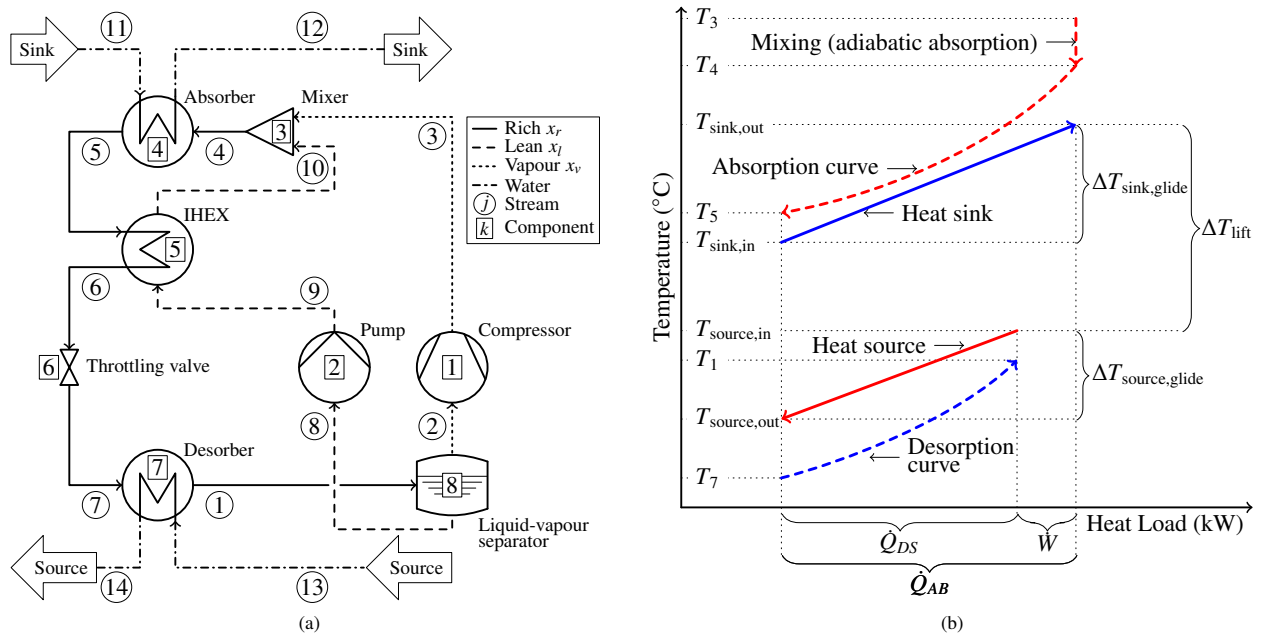 11
12
Sink
Sink
Absorber
Mixer
4
3
3
5
4
10
Rich x_r
Lean x_l
Vapour x_v
Water
j Stream
k Component
IHEX
5
6
9
Pump
Compressor
6
Throttling valve
2
1
8
2
Desorber
7
7
1
8
Liquid-vapour
separator
Source
Source
14
13
(a)
Temperature (°C)
T_3
Mixing (adiabatic absorption)
T_4
T_sink,out
Absorption curve
ΔT_sink,glide
T_5
Heat sink
ΔT_lift
T_sink,in
T_source,in
Heat source
T_1
ΔT_source,glide
T_source,out
Desorption
curve
T_7
Heat Load (kW)
Q̇_DS
Ẇ
Q̇_AB
(b)